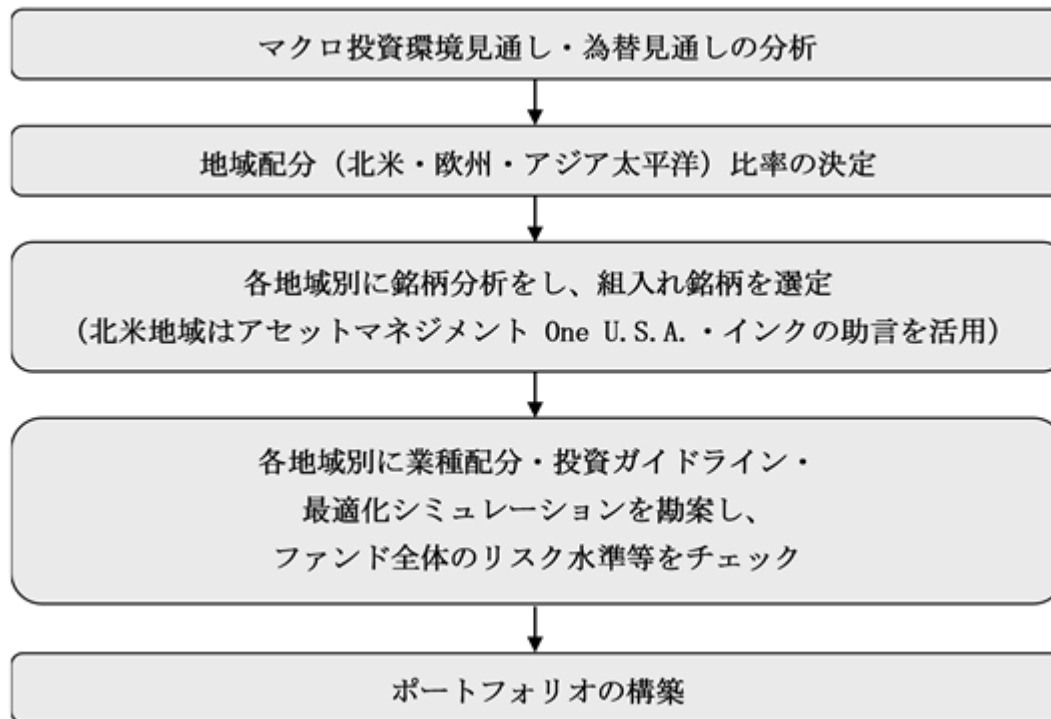 マクロ投資環境見通し・為替見通しの分析
地域配分（北米・欧州・アジア太平洋）比率の決定
各地域別に銘柄分析をし、組入れ銘柄を選定
（北米地域はアセットマネジメント One U.S.A.・インクの助言を活用）
各地域別に業種配分・投資ガイドライン・
最適化シミュレーションを勘案し、
ファンド全体のリスク水準等をチェック
ポートフォリオの構築